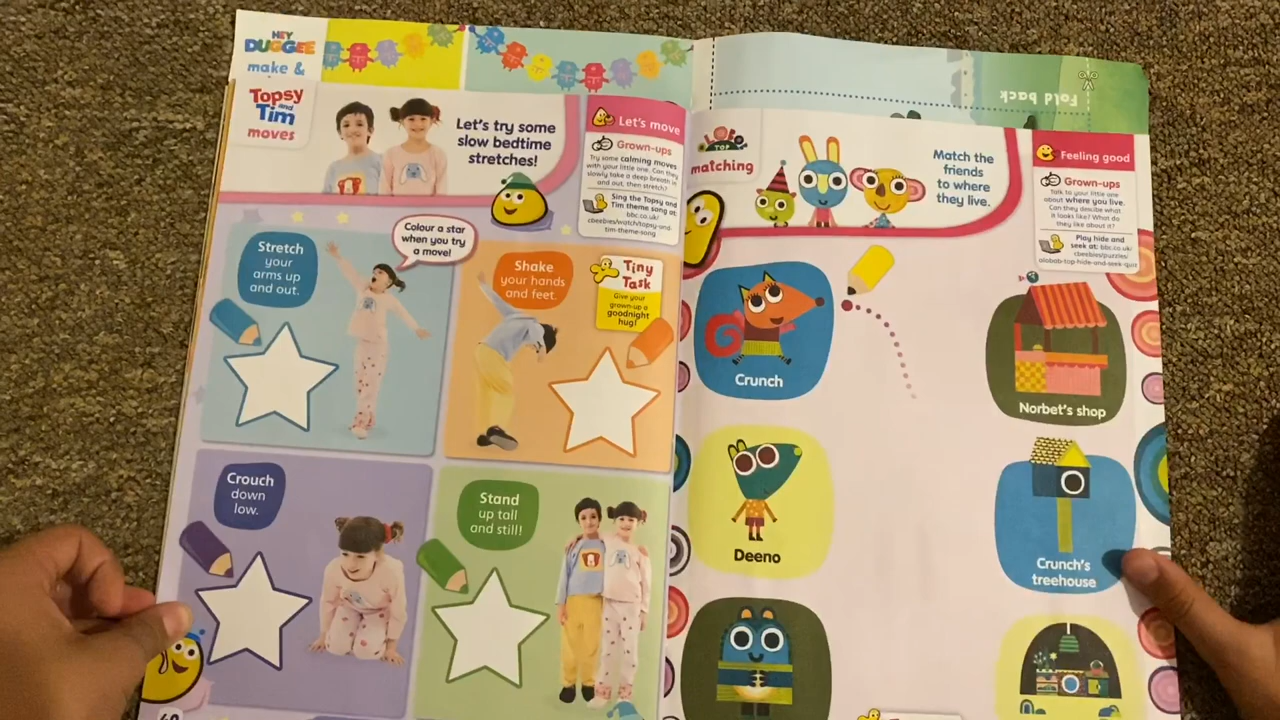 HEY
DUGGEE
make &
Topsy
and
Tim
moves
Let's try some
slow bedtime
stretches!
Let's move
Grown-ups
Try some calming moves
with your little one. Can they
slowly take a deep breath in
and out, then stretch?
Sing the Topsy and
Tim theme song at:
bbc.co.uk/
cbeebies/watch/topsy-and-
tim-theme-song
Colour a star
when you try
a move!
Stretch
your
arms up
and out.
Shake
your hands
and feet.
Tiny
Task
Give your
grown-up a
goodnight
hug!
Crouch
down
low.
Stand
up tall
and still!
Fold back
TOP
matching
Match the
friends
to where
they live.
Feeling good
Grown-ups
Talk to your little one
about where you live.
Can they describe what
it looks like? What do
they like about it?
Play hide and
seek at: bbc.co.uk/
cbeebies/puzzles/
olobob-top-hide-and-seek-quiz
Crunch
Norbet's shop
Deeno
Crunch's
treehouse